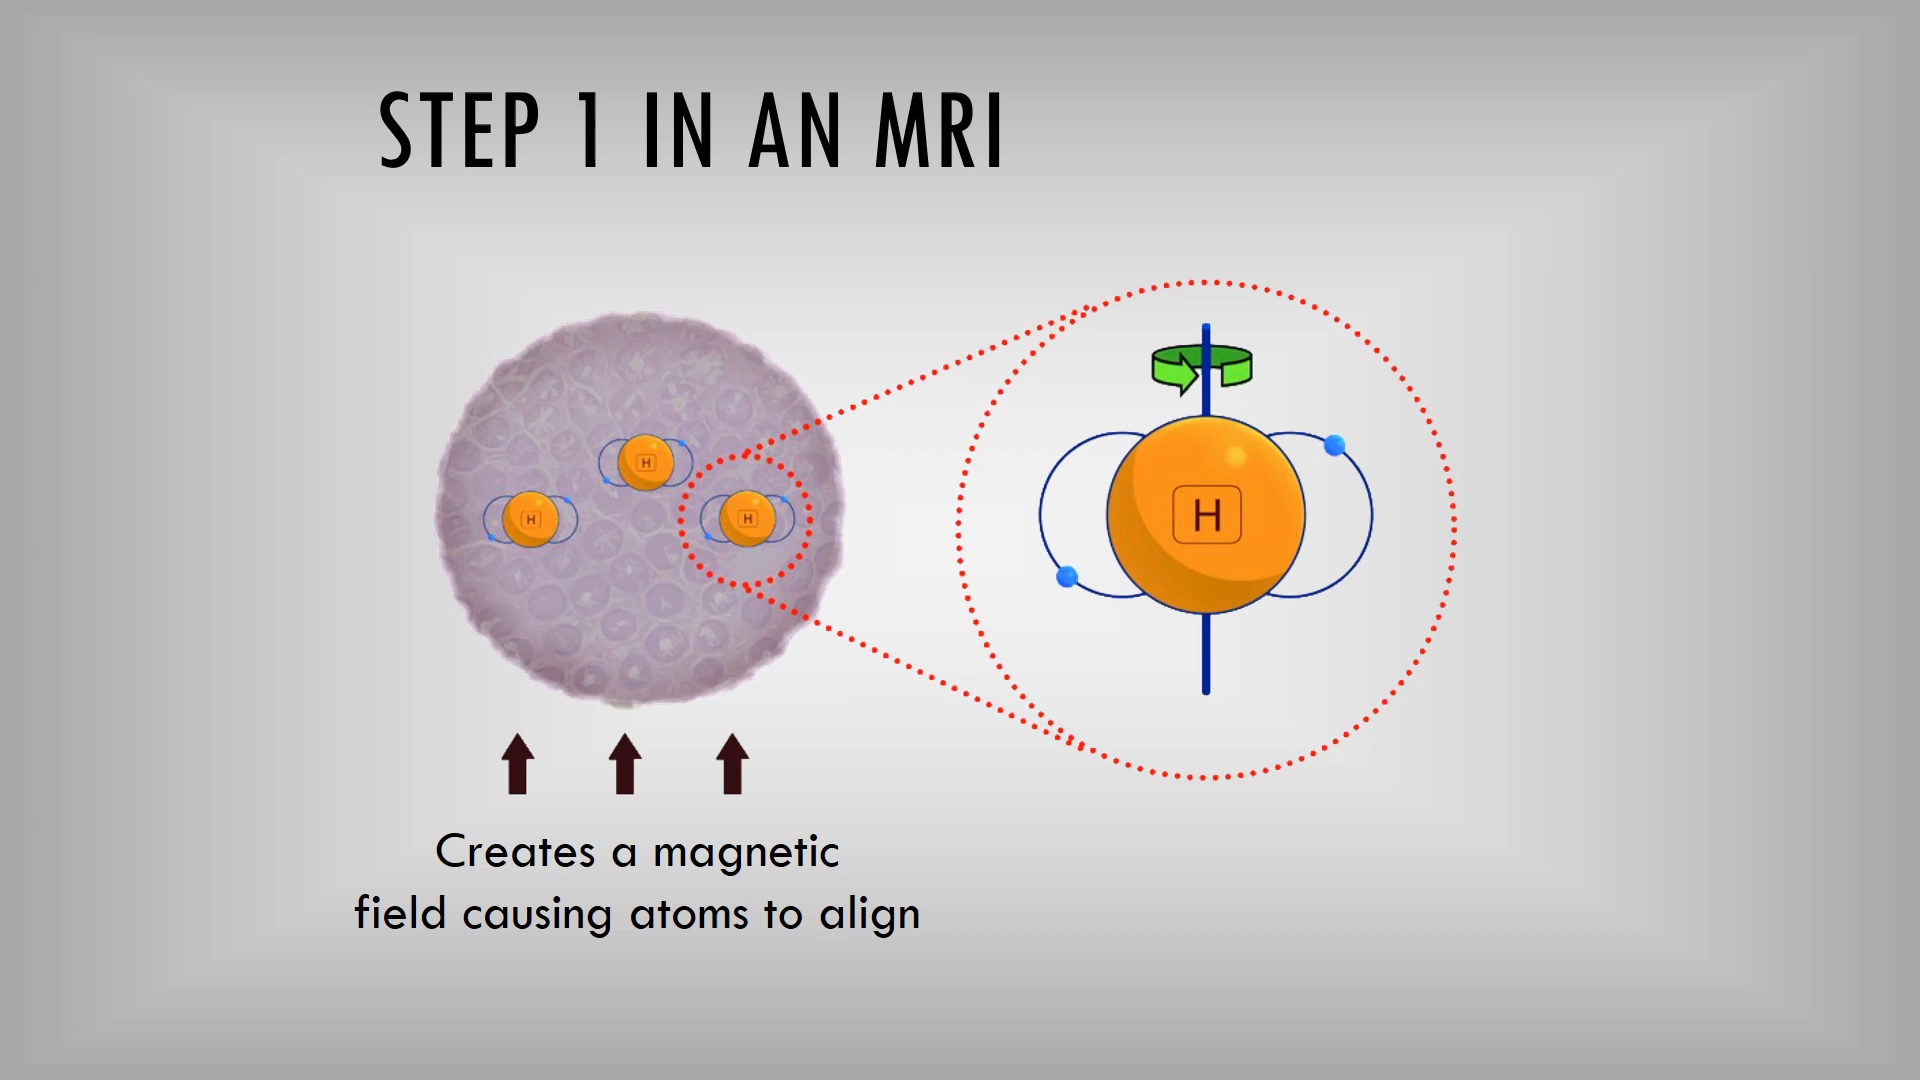 STEP 1 IN AN MRI
H
H
H
H
Creates a magnetic
field causing atoms to align